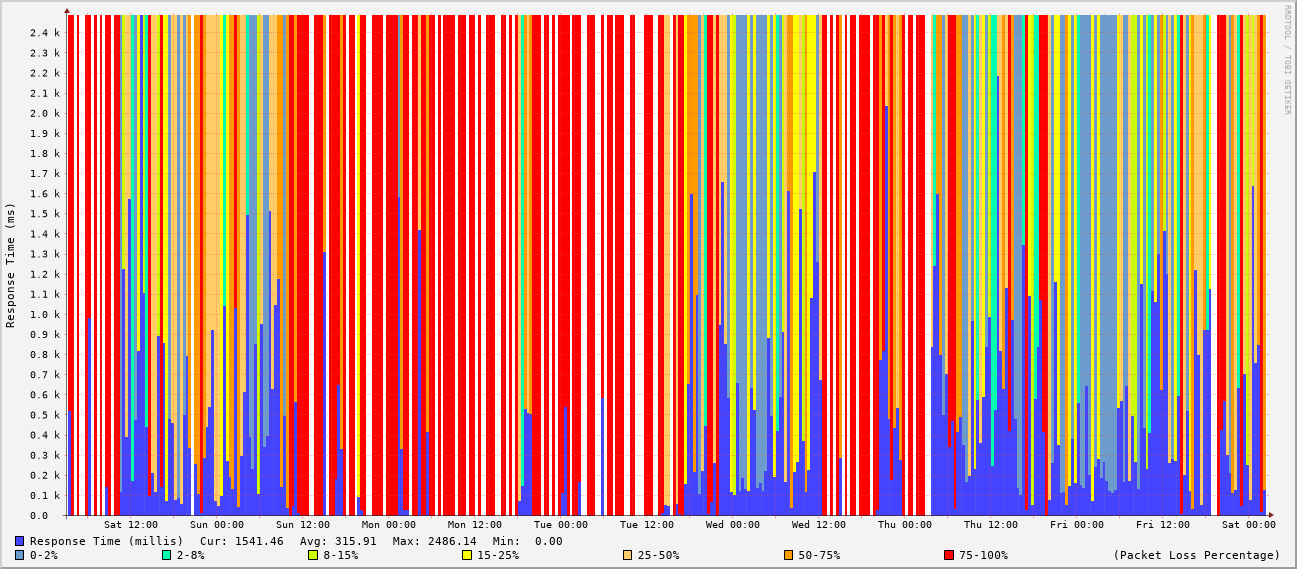 RRDTOOL / TOBI OETIKER
Response Time (ms)
2.4 k
2.3 k
2.2 k
2.1 k
2.0 k
1.9 k
1.8 k
1.7 k
1.6 k
1.5 k
1.4 k
1.3 k
1.2 k
1.1 k
1.0 k
0.9 k
0.8 k
0.7 k
0.6 k
0.5 k
0.4 k
0.3 k
0.2 k
0.1 k
0.0
Sat 12:00 Sun 00:00 Sun 12:00 Mon 00:00 Mon 12:00 Tue 00:00 Tue 12:00 Wed 00:00 Wed 12:00 Thu 00:00 Thu 12:00 Fri 00:00 Fri 12:00 Sat 00:00
Response Time (millis) Cur: 1541.46 Avg: 315.91 Max: 2486.14 Min: 0.00
0-2% 2-8% 8-15% 15-25% 25-50% 50-75% 75-100% (Packet Loss Percentage)